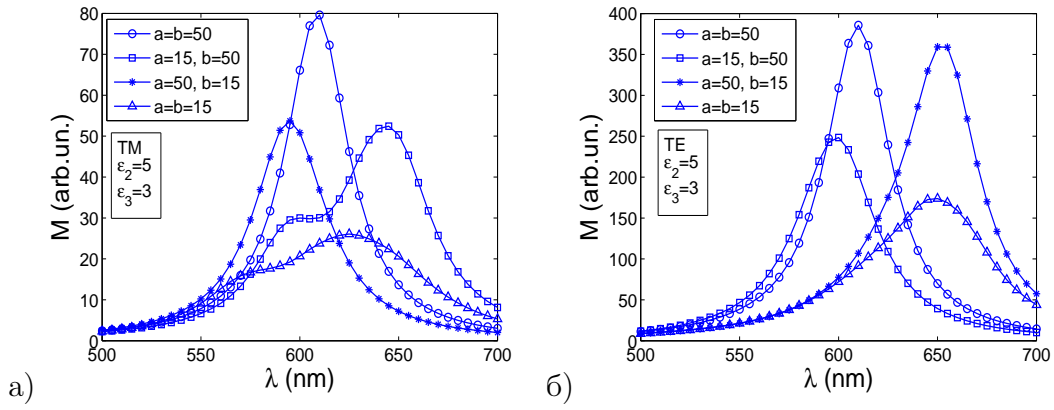 80
70
60
50
40
30
20
10
0
M (arb.un.)
a=b=50
a=15, b=50
a=50, b=15
a=b=15
TM
ε₂=5
ε₃=3
500
550
600
650
700
λ (nm)
а)
400
350
300
250
200
150
100
50
0
M (arb.un.)
a=b=50
a=15, b=50
a=50, b=15
a=b=15
TE
ε₂=5
ε₃=3
500
550
600
650
700
λ (nm)
б)